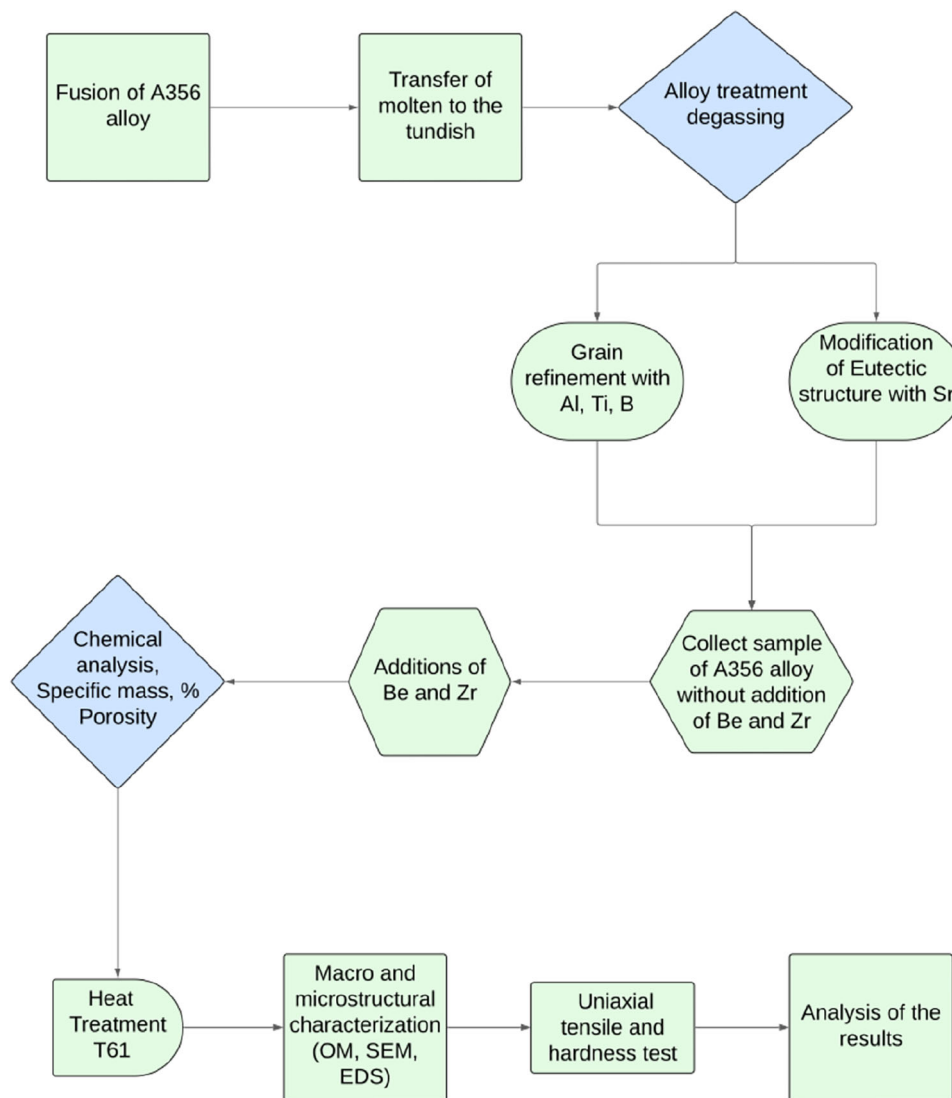 Fusion of A356
alloy
Transfer of
molten to the
tundish
Alloy treatment
degassing
Grain
refinement with
Al, Ti, B
Modification
of Eutectic
structure with Sr
Collect sample
of A356 alloy
without addition
of Be and Zr
Additions of
Be and Zr
Chemical
analysis,
Specific mass, %
Porosity
Heat
Treatment
T61
Macro and
microstructural
characterization
(OM, SEM,
EDS)
Uniaxial
tensile and
hardness test
Analysis of the
results